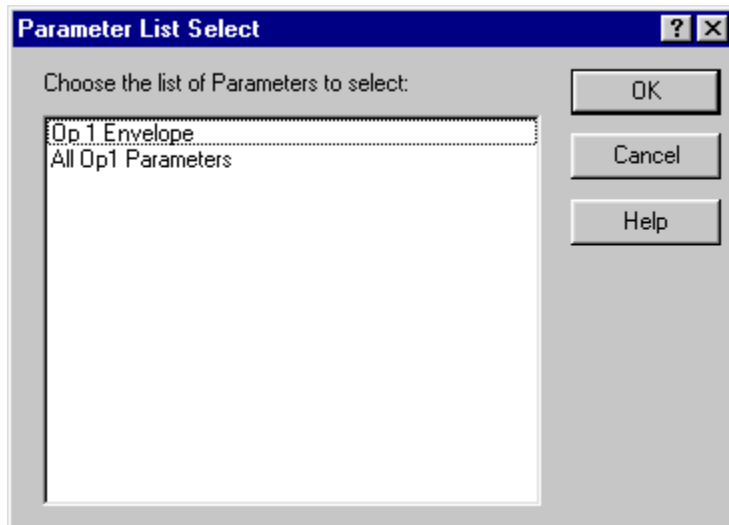 Parameter List Select
Choose the list of Parameters to select:
Op 1 Envelope
All Op1 Parameters
OK
Cancel
Help